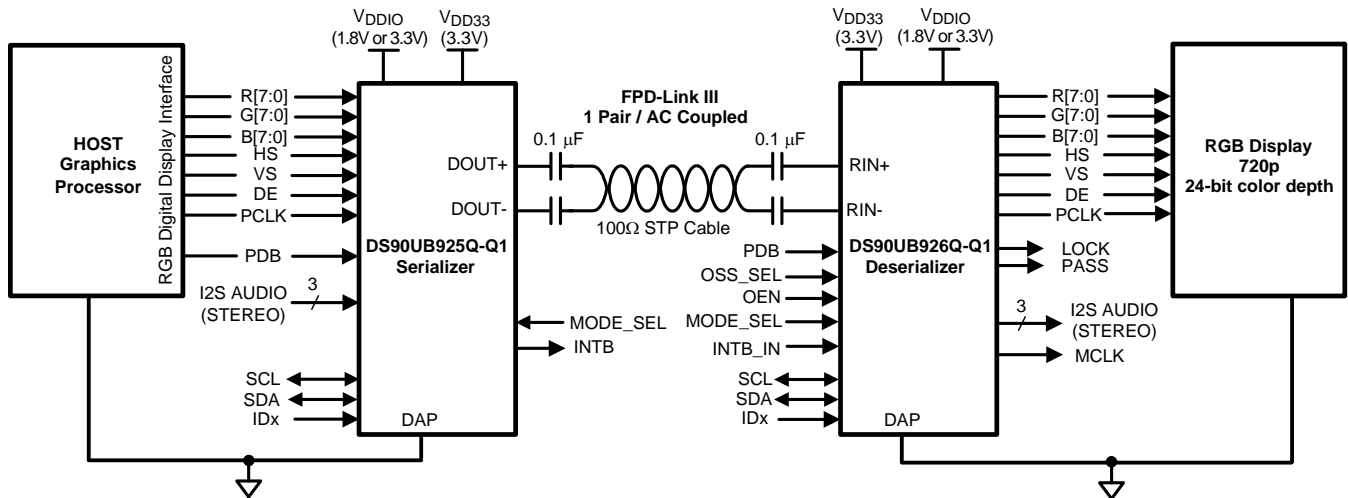 VDDIO
(1.8V or 3.3V)
VDD33
(3.3V)
VDD33
(3.3V)
VDDIO
(1.8V or 3.3V)
HOST
Graphics
Processor
RGB Digital Display Interface
R[7:0]
G[7:0]
B[7:0]
HS
VS
DE
PCLK
PDB
I2S AUDIO
(STEREO)
3
SCL
SDA
IDx
DOUT+
DOUT-
DS90UB925Q-Q1
Serializer
DAP
MODE_SEL
INTB
FPD-Link III
1 Pair / AC Coupled
0.1 μF
0.1 μF
100Ω STP Cable
PDB
OSS_SEL
OEN
MODE_SEL
INTB_IN
SCL
SDA
IDx
RIN+
RIN-
DS90UB926Q-Q1
Deserializer
DAP
R[7:0]
G[7:0]
B[7:0]
HS
VS
DE
PCLK
LOCK
PASS
3
I2S AUDIO
(STEREO)
MCLK
RGB Display
720p
24-bit color depth